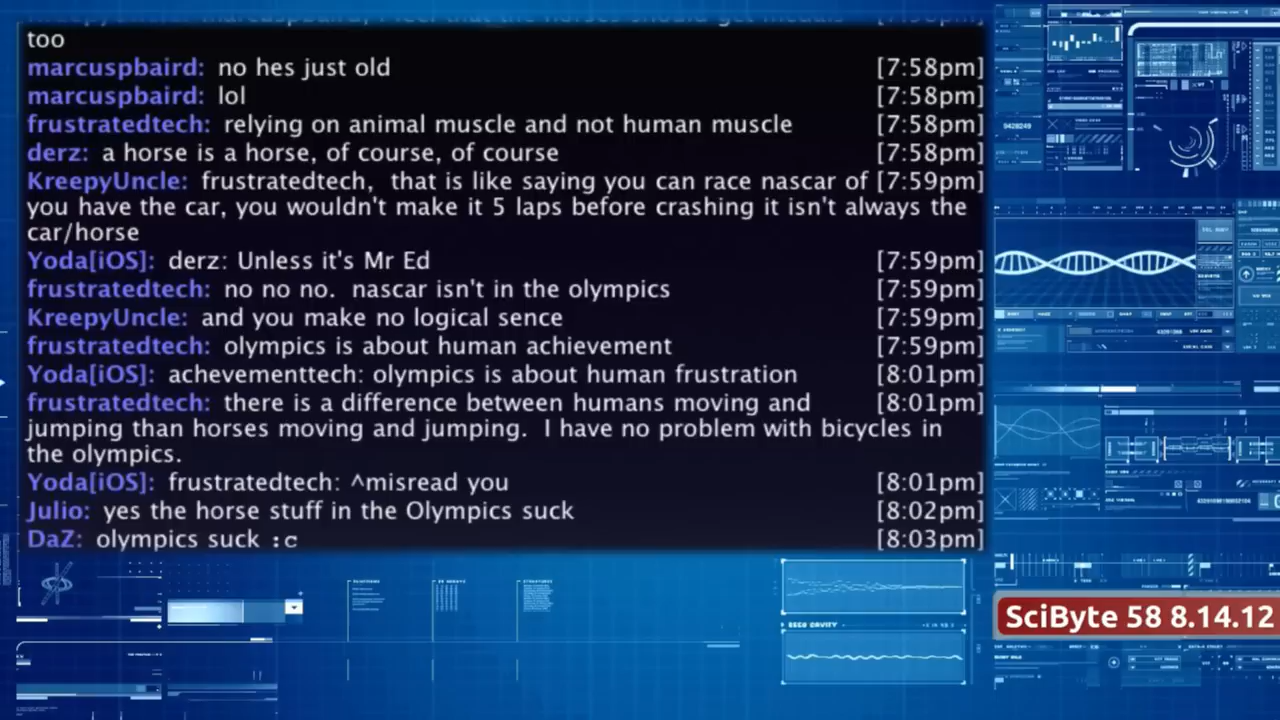 too
marcuspbaird: no hes just old [7:58pm]
marcuspbaird: lol [7:58pm]
frustratedtech: relying on animal muscle and not human muscle [7:58pm]
derz: a horse is a horse, of course, of course [7:58pm]
KreepyUncle: frustratedtech, that is like saying you can race nascar of [7:59pm]
you have the car, you wouldn't make it 5 laps before crashing it isn't always the
car/horse
Yoda[iOS]: derz: Unless it's Mr Ed [7:59pm]
frustratedtech: no no no. nascar isn't in the olympics [7:59pm]
KreepyUncle: and you make no logical sence [7:59pm]
frustratedtech: olympics is about human achievement [7:59pm]
Yoda[iOS]: achevementtech: olympics is about human frustration [8:01pm]
frustratedtech: there is a difference between humans moving and [8:01pm]
jumping than horses moving and jumping. I have no problem with bicycles in
the olympics.
Yoda[iOS]: frustratedtech: ^misread you [8:01pm]
Julio: yes the horse stuff in the Olympics suck [8:02pm]
DaZ: olympics suck :c [8:03pm]
SciByte 58 8.14.12